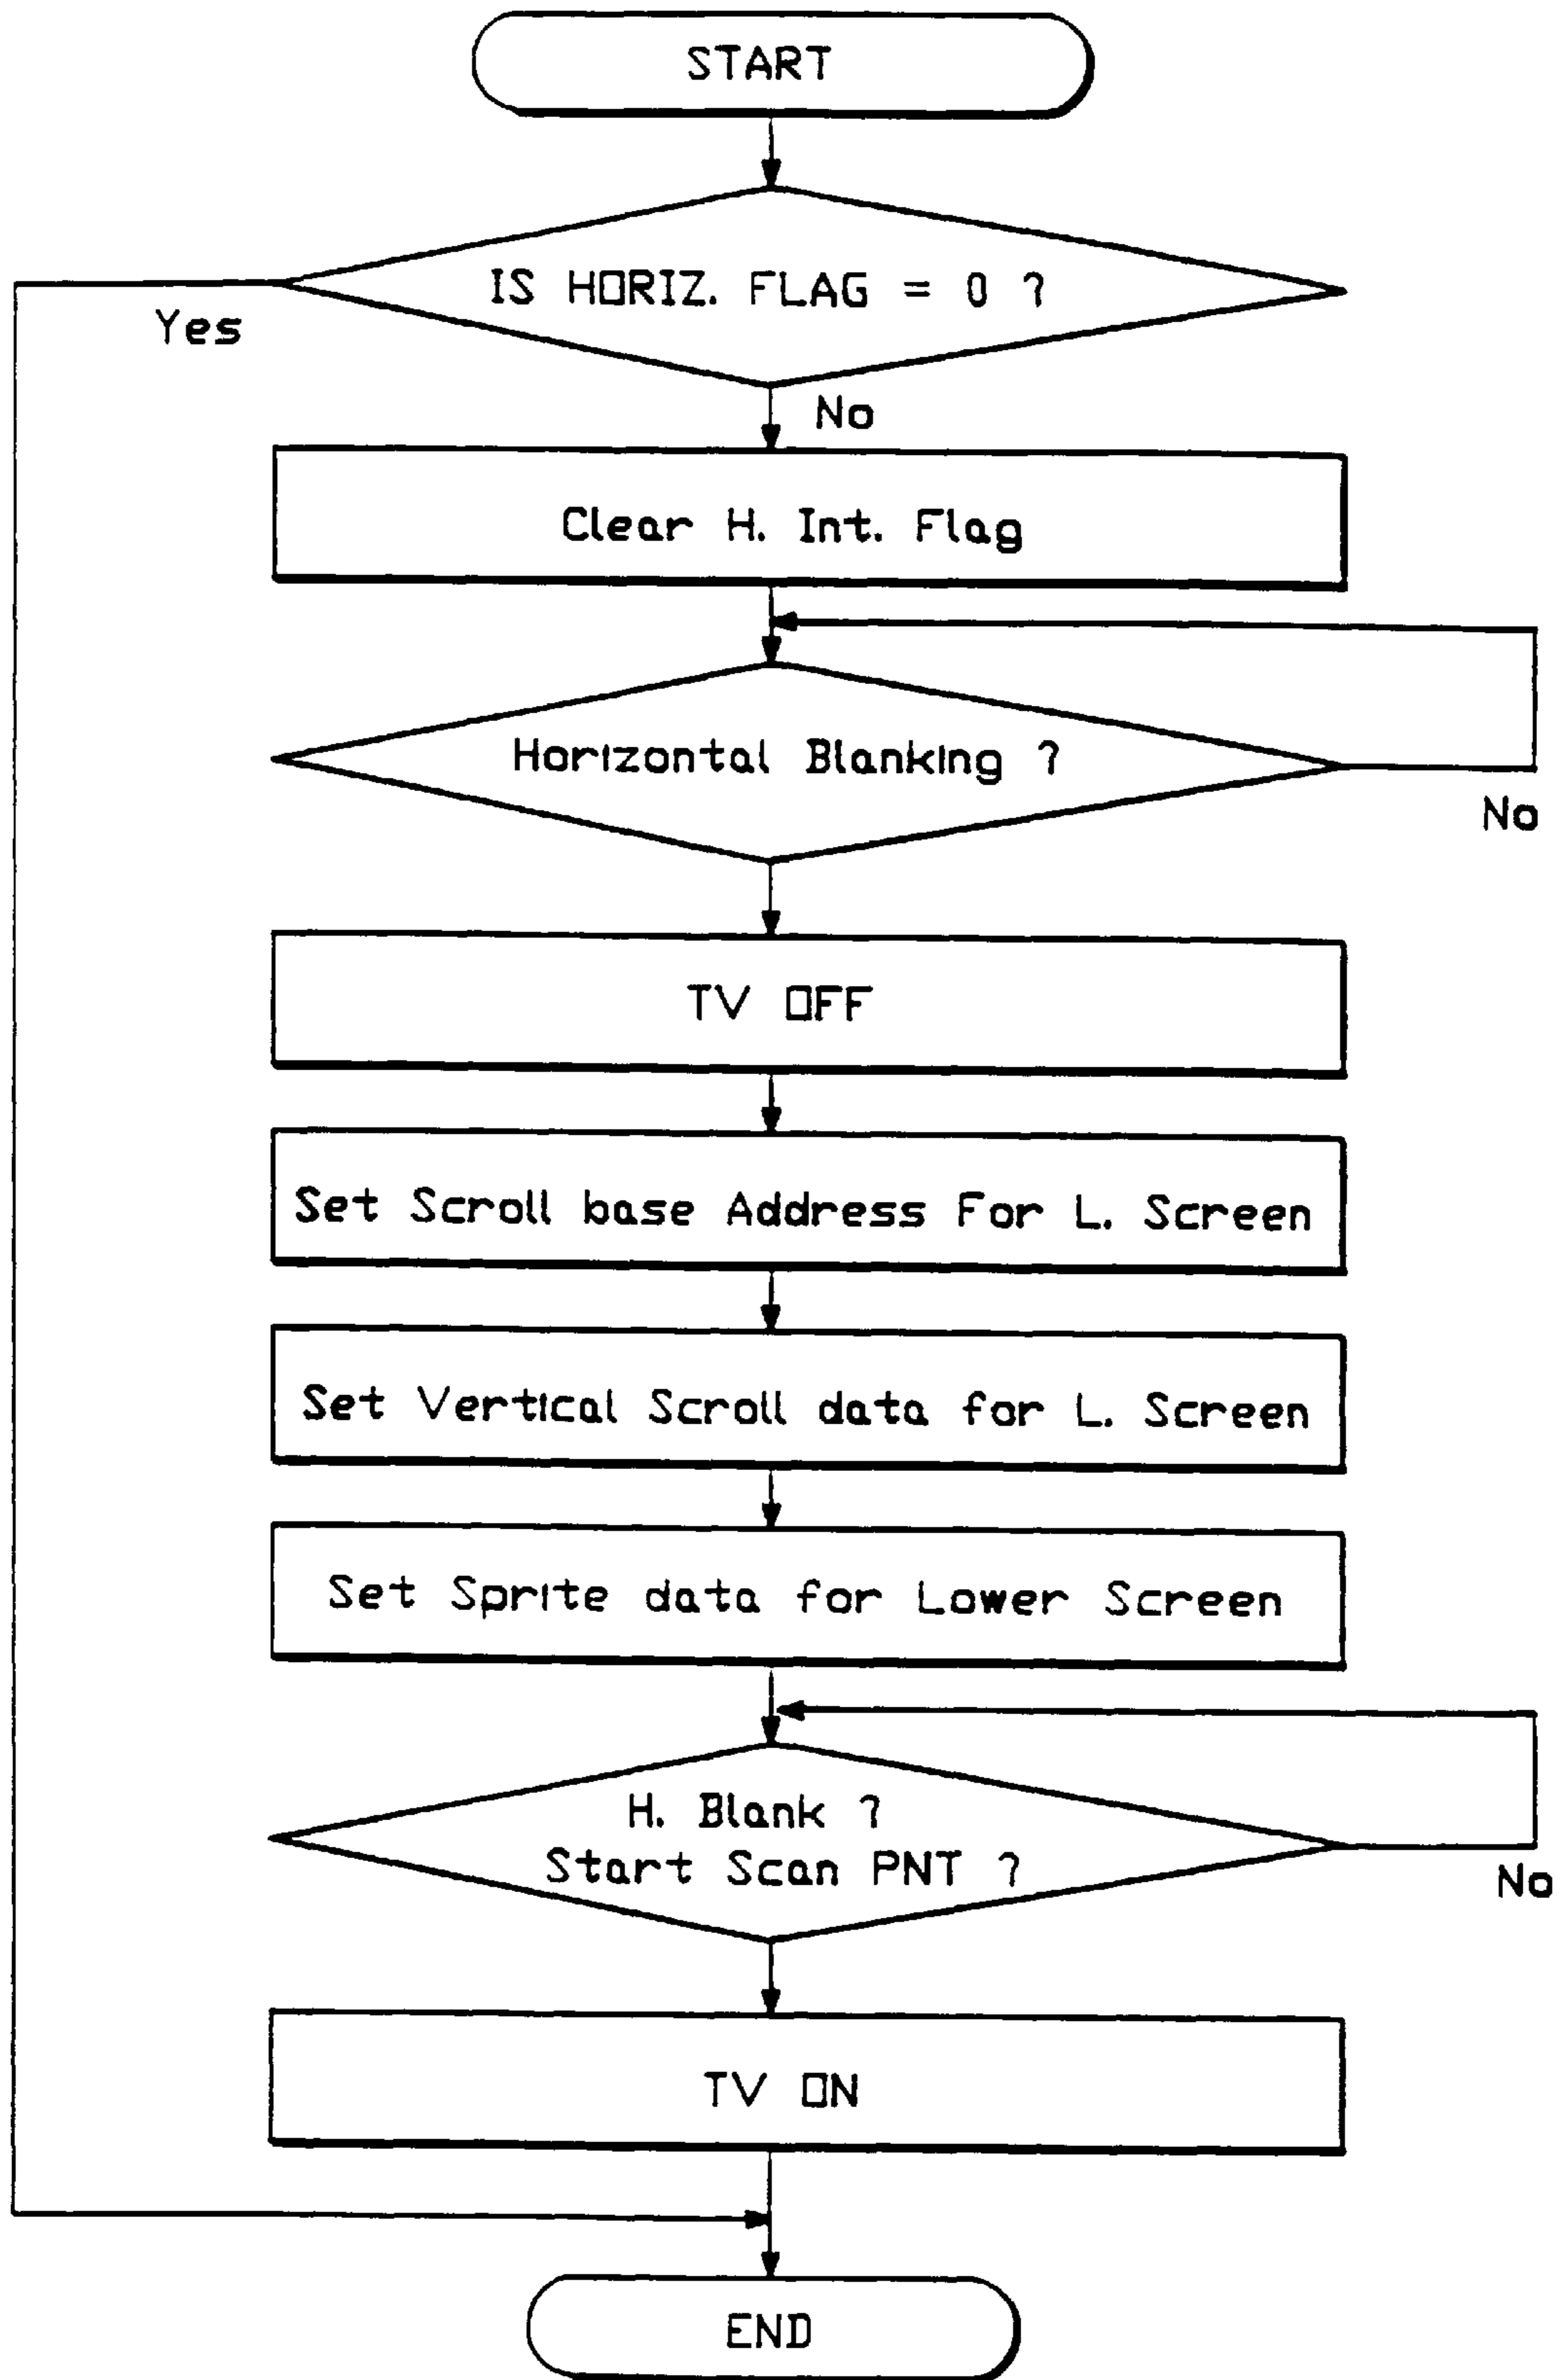 START
IS HORIZ. FLAG = 0 ?
Yes
No
Clear H. Int. Flag
Horizontal Blanking ?
No
TV OFF
Set Scroll base Address For L. Screen
Set Vertical Scroll data for L. Screen
Set Sprite data for Lower Screen
H. Blank ?
Start Scan PNT ?
No
TV ON
END